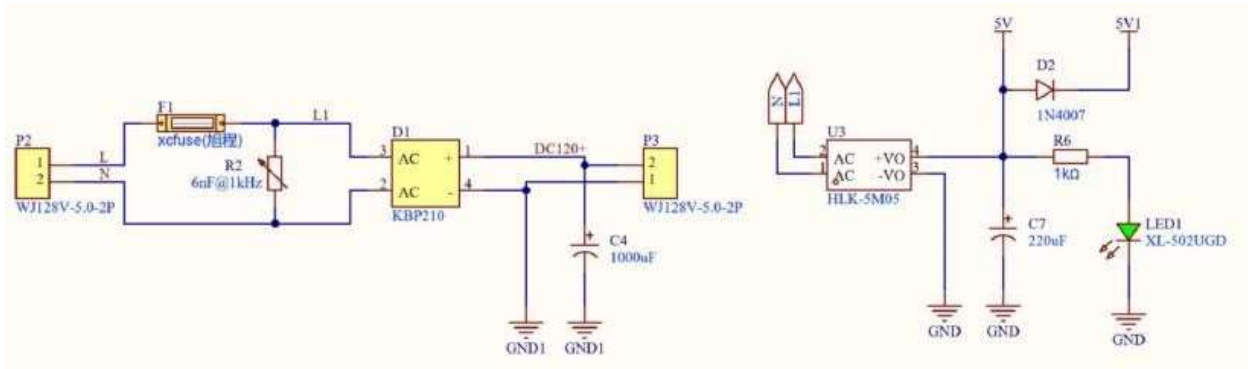 P2
1
2
WJ128V-5.0-2P
L
N
F1
xcfuse(旭程)
L1
R2
6nF@1kHz
D1
3
AC
+
1
2
AC
-
4
KBP210
DC120+
C4
1000uF
GND1
GND1
P3
2
1
WJ128V-5.0-2P
N
L1
U3
2
AC
+VO
4
1
AC
-VO
3
HLK-5M05
5V
5V1
D2
1N4007
R6
1kΩ
C7
220uF
LED1
XL-502UGD
GND
GND
GND